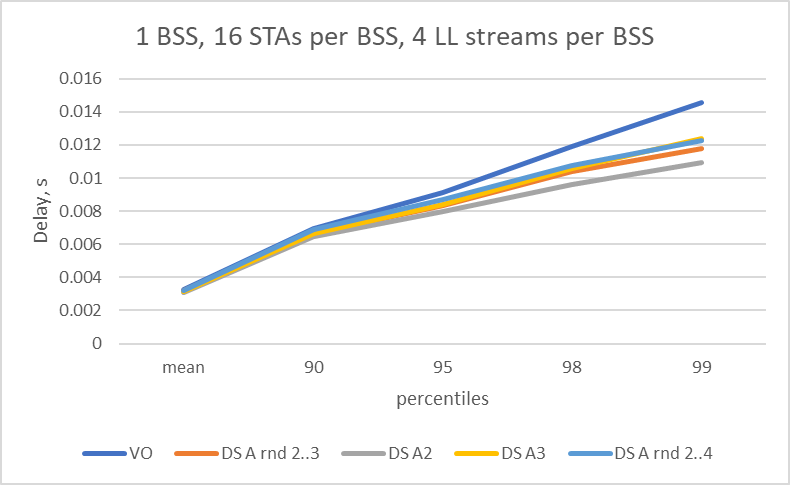 1 BSS, 16 STAs per BSS, 4 LL streams per BSS
0.016
0.014
0.012
0.01
0.008
0.006
0.004
0.002
0
Delay, s
mean 90 95 98 99
percentiles
VO DS A rnd 2..3 DS A2 DS A3 DS A rnd 2..4